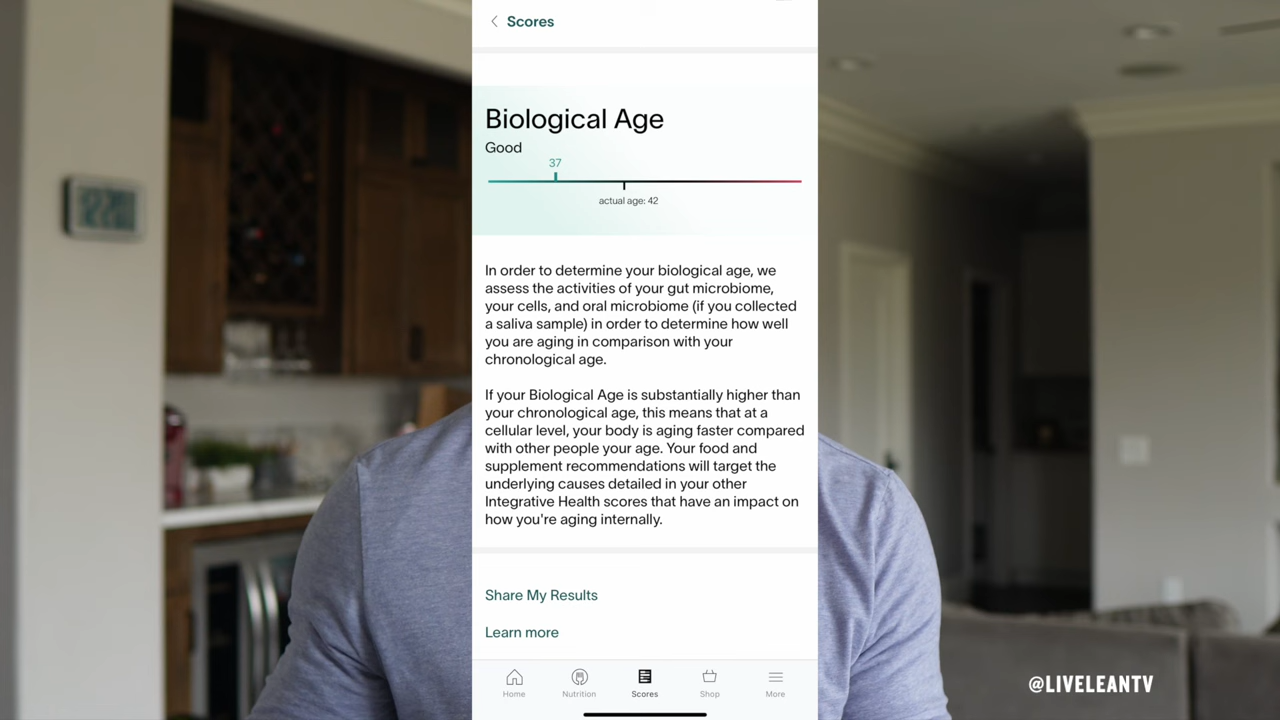 Scores
Biological Age
Good
37
actual age: 42
In order to determine your biological age, we
assess the activities of your gut microbiome,
your cells, and oral microbiome (if you collected
a saliva sample) in order to determine how well
you are aging in comparison with your
chronological age.
If your Biological Age is substantially higher than
your chronological age, this means that at a
cellular level, your body is aging faster compared
with other people your age. Your food and
supplement recommendations will target the
underlying causes detailed in your other
Integrative Health scores that have an impact on
how you're aging internally.
Share My Results
Learn more
Home
Nutrition
Scores
Shop
More
@LIVELEANTV